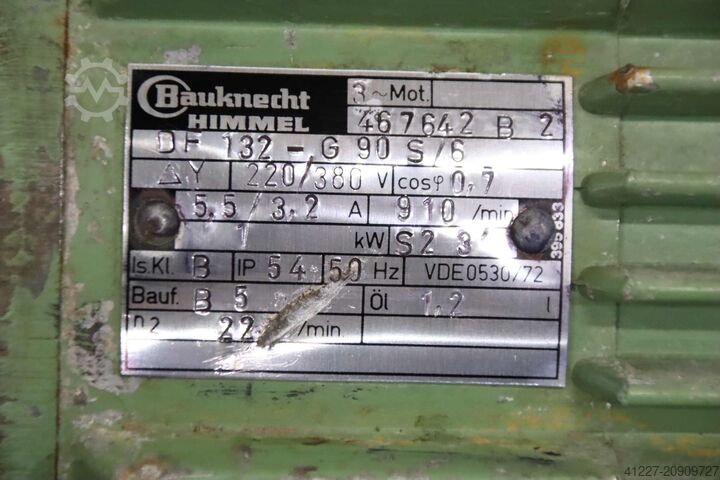 Bauknecht
HIMMEL
3~Mot.
467642 B 2
DF 132 - G 90 S/6
△Y 220/380 V cosφ 0,7
5,5/3,2 A 910 /min
1 kW S2 3'
Is.Kl. B IP 54 50 Hz VDE0530/72
Bauf. B 5 Öl 1,2 l
n2 22 /min.
395833
41227-20909727